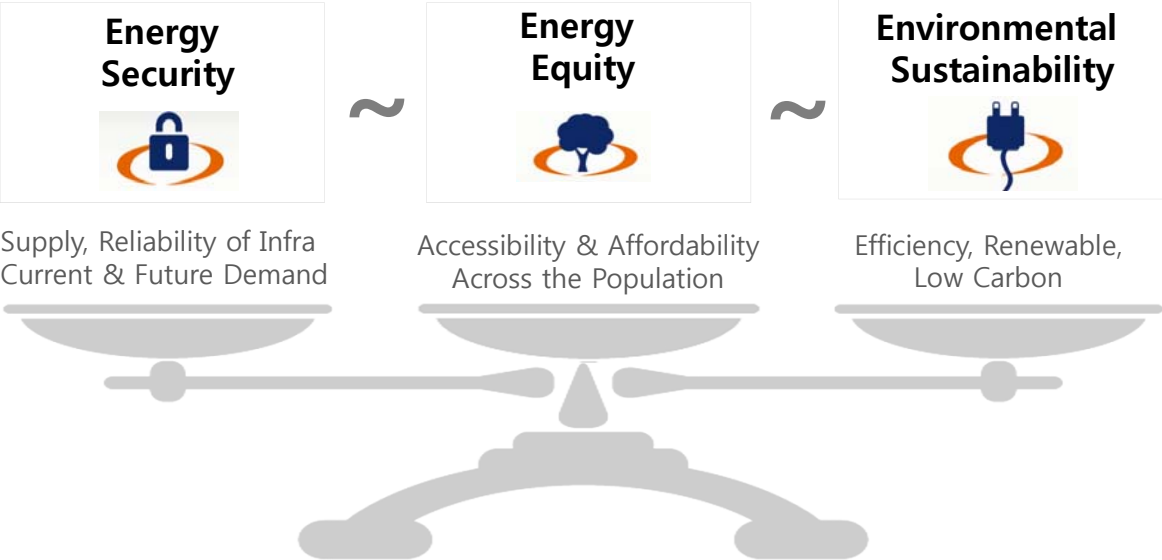 Energy
Security
~
Energy
Equity
~
Environmental
Sustainability
Supply, Reliability of Infra
Current & Future Demand
Accessibility & Affordability
Across the Population
Efficiency, Renewable,
Low Carbon